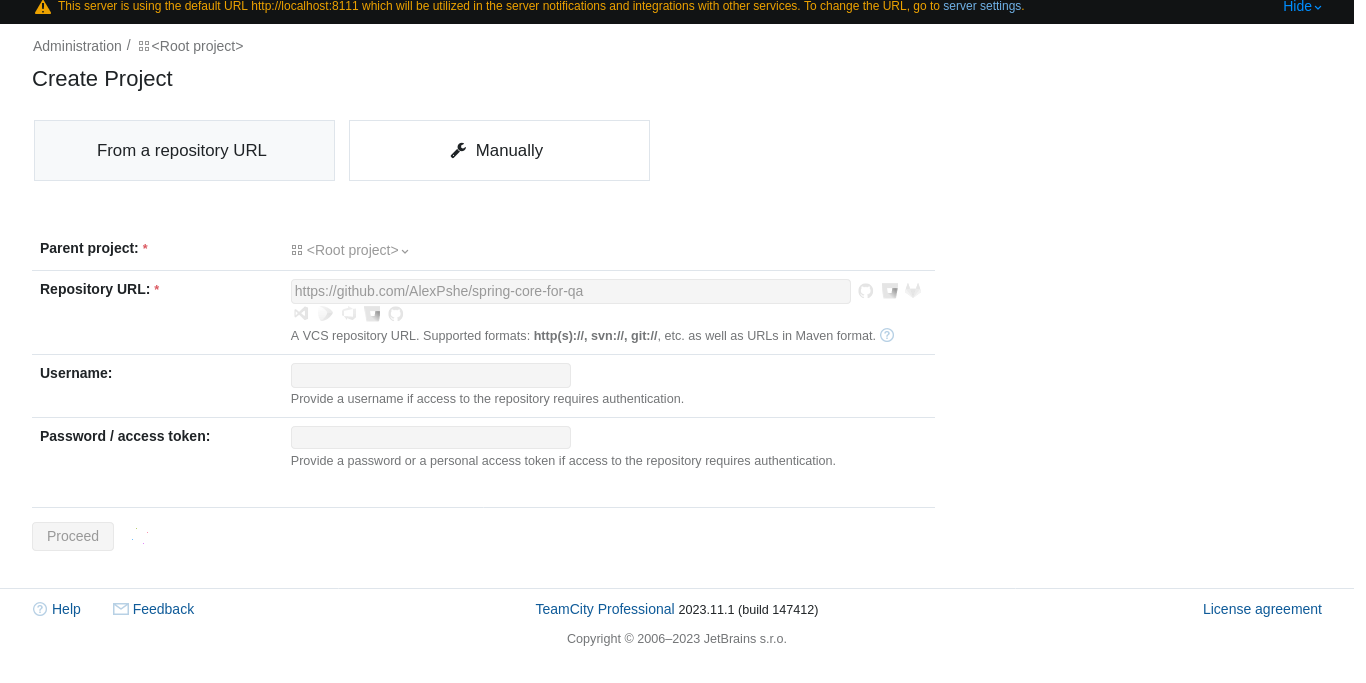 This server is using the default URL http://localhost:8111 which will be utilized in the server notifications and integrations with other services. To change the URL, go to server settings. Hide
Administration / <Root project>
Create Project
From a repository URL
Manually
Parent project: * <Root project>
Repository URL: * https://github.com/AlexPshe/spring-core-for-qa
A VCS repository URL. Supported formats: http(s)://, svn://, git://, etc. as well as URLs in Maven format. ?
Username:
Provide a username if access to the repository requires authentication.
Password / access token:
Provide a password or a personal access token if access to the repository requires authentication.
Proceed
? Help Feedback TeamCity Professional 2023.11.1 (build 147412) License agreement
Copyright © 2006–2023 JetBrains s.r.o.